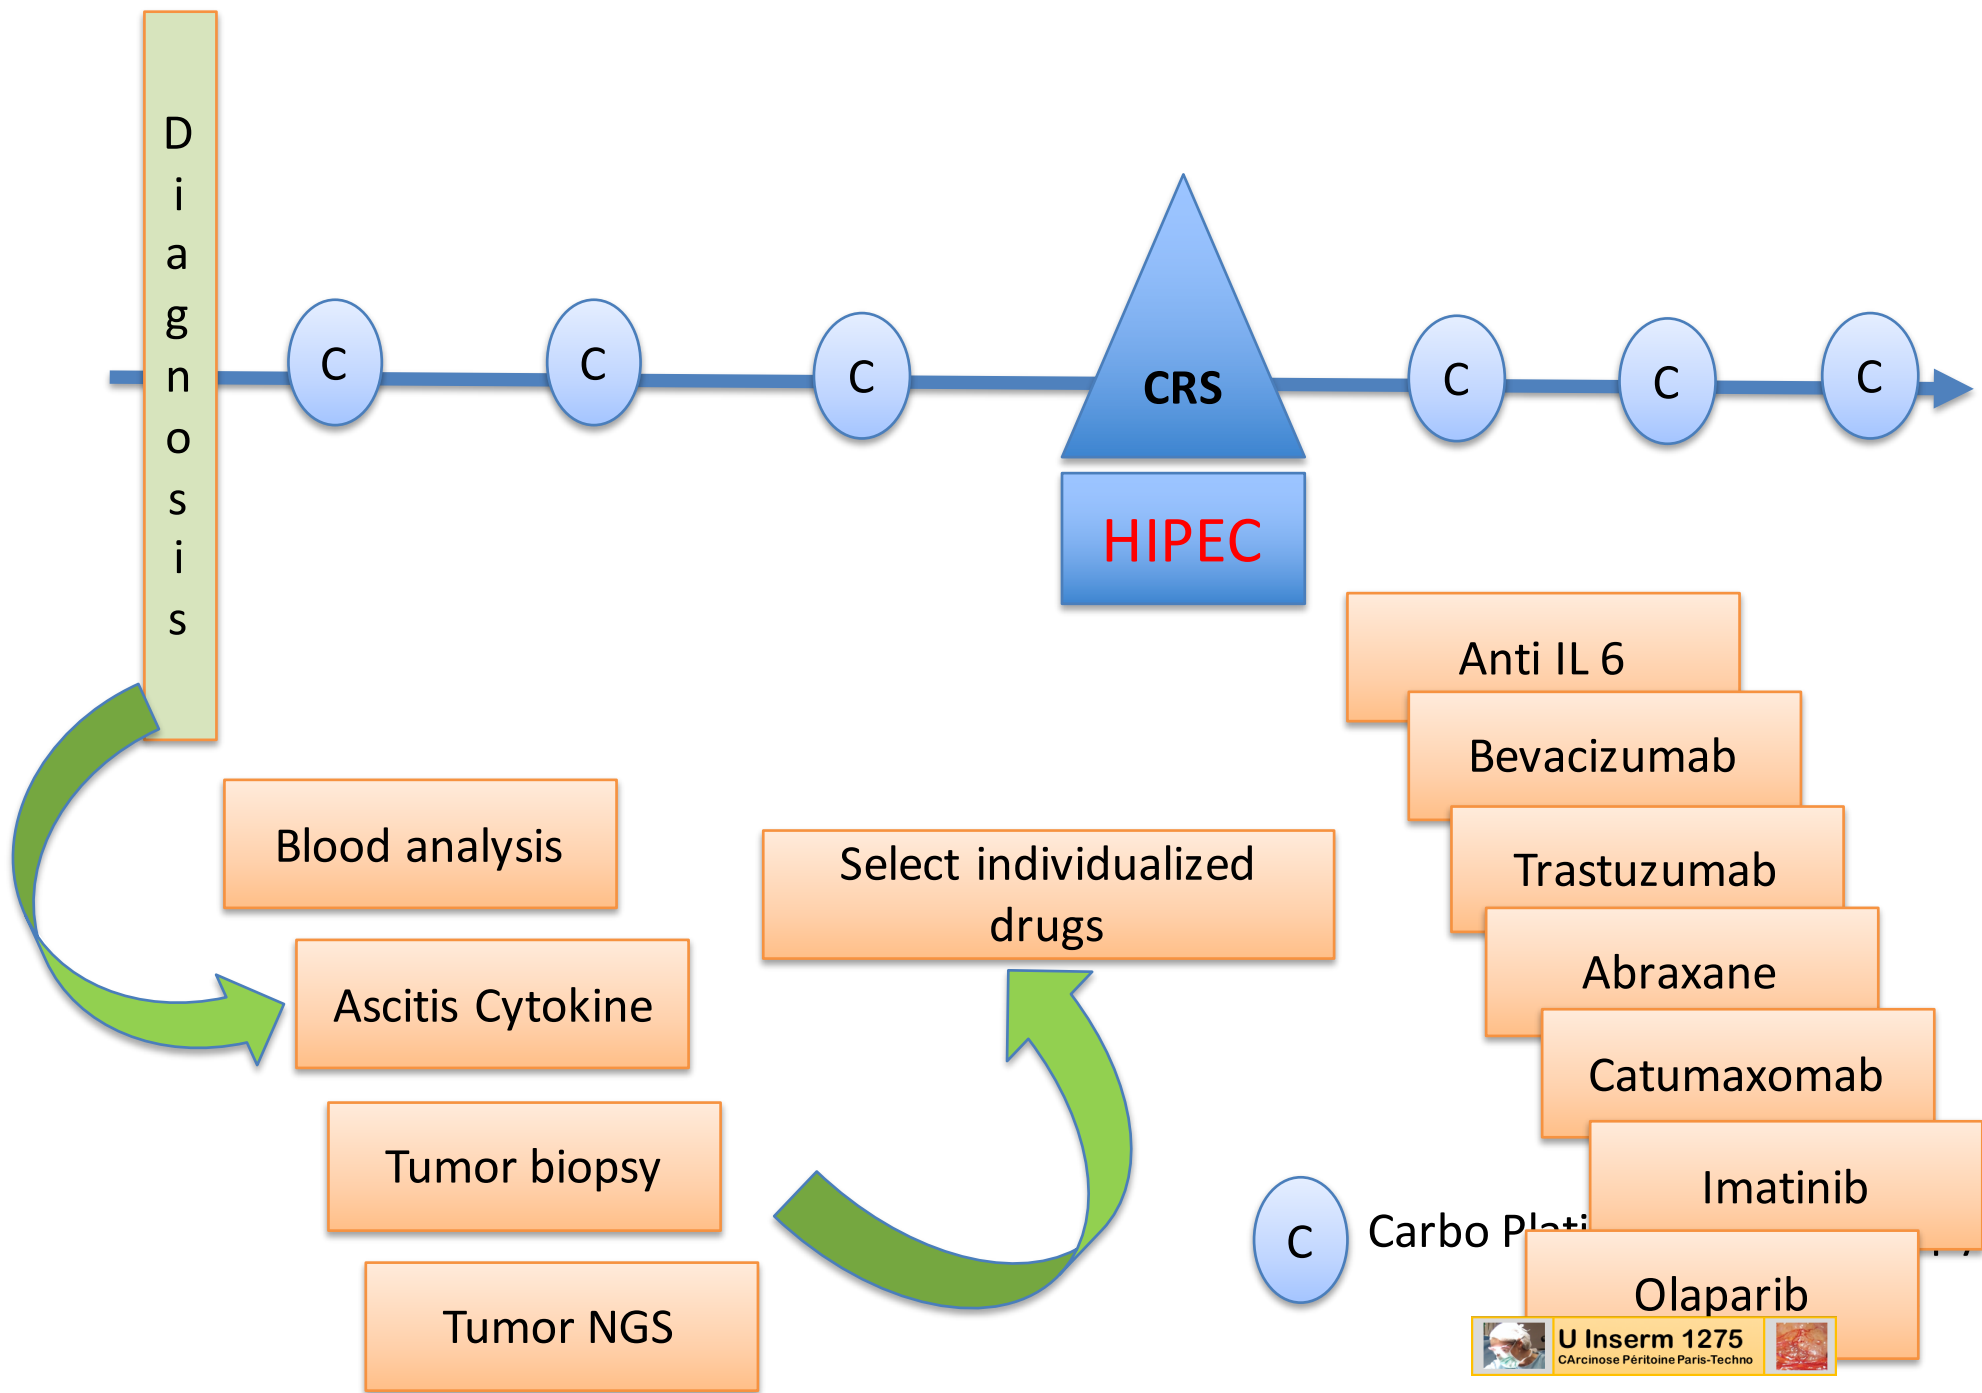 Diagnosis
C
C
C
CRS
C
C
C
HIPEC
Anti IL 6
Bevacizumab
Trastuzumab
Abraxane
Catumaxomab
Imatinib
Olaparib
Blood analysis
Ascitis Cytokine
Tumor biopsy
Tumor NGS
Select individualized
drugs
C
Carbo
U Inserm 1275
CArcinose Péritoine Paris-Techno